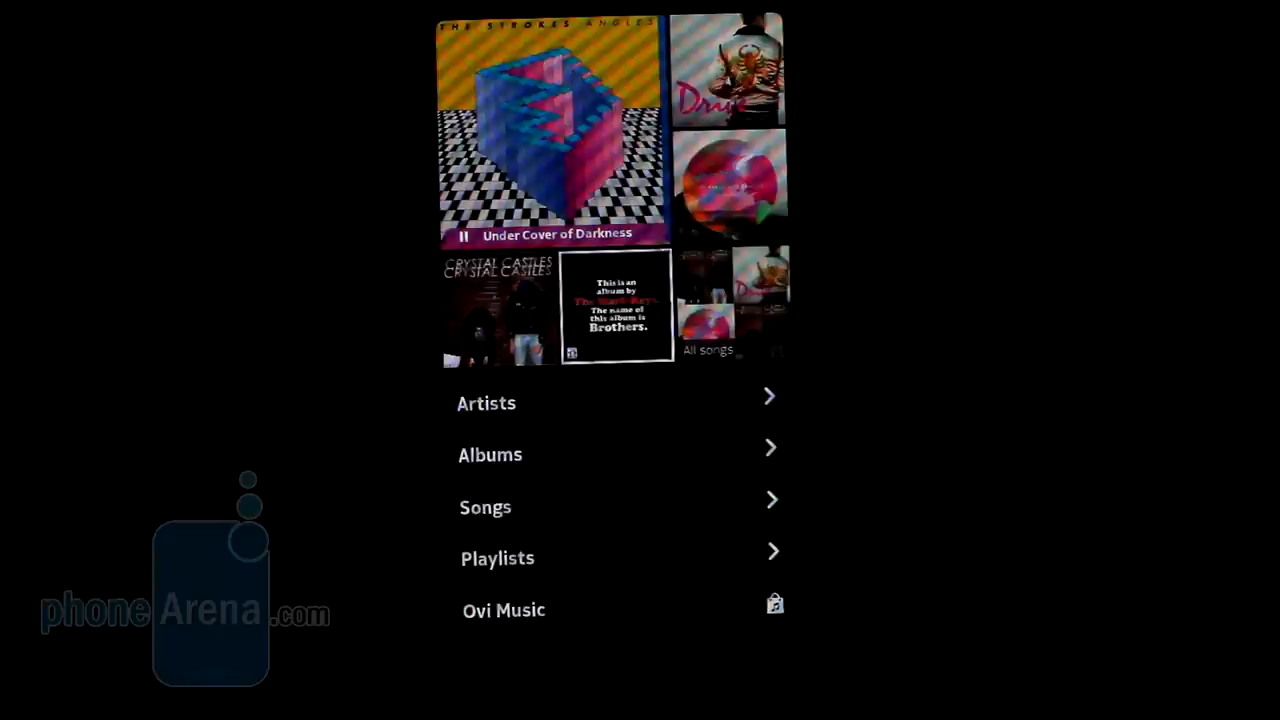 THE STROKES ANGLES
Drive
Under Cover of Darkness
CRYSTAL CASTLES
CRYSTAL CASTLES
This is an
album by
The Black Keys.
The name of
this album is
Brothers.
All songs
Artists
Albums
Songs
Playlists
Ovi Music
phoneArena.com